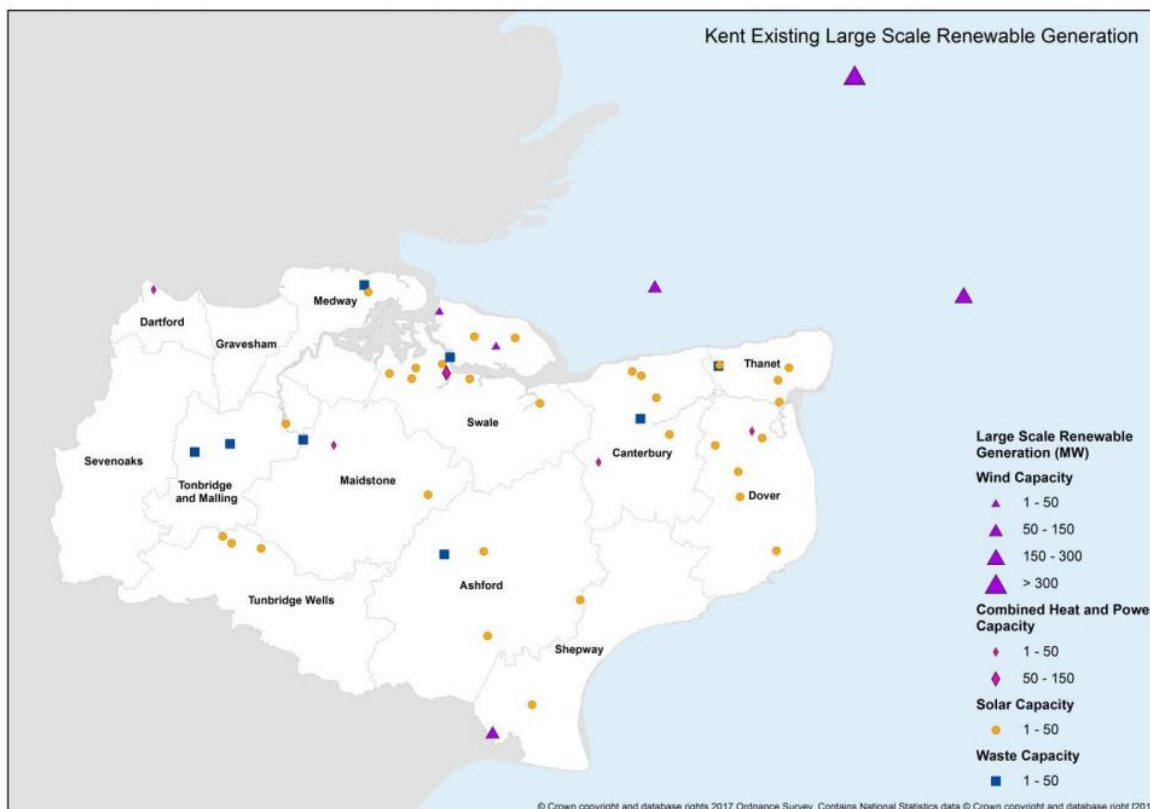 Kent Existing Large Scale Renewable Generation
Medway
Dartford
Gravesham
Thanet
Swale
Sevenoaks
Canterbury
Tonbridge
and Malling
Maidstone
Dover
Ashford
Tunbridge Wells
Shepway
Large Scale Renewable
Generation (MW)
Wind Capacity
1 - 50
50 - 150
150 - 300
> 300
Combined Heat and Powe
Capacity
1 - 50
50 - 150
Solar Capacity
1 - 50
Waste Capacity
1 - 50
© Crown copyright and database rights 2017 Ordnance Survey. Contains National Statistics data © Crown copyright and database right [201